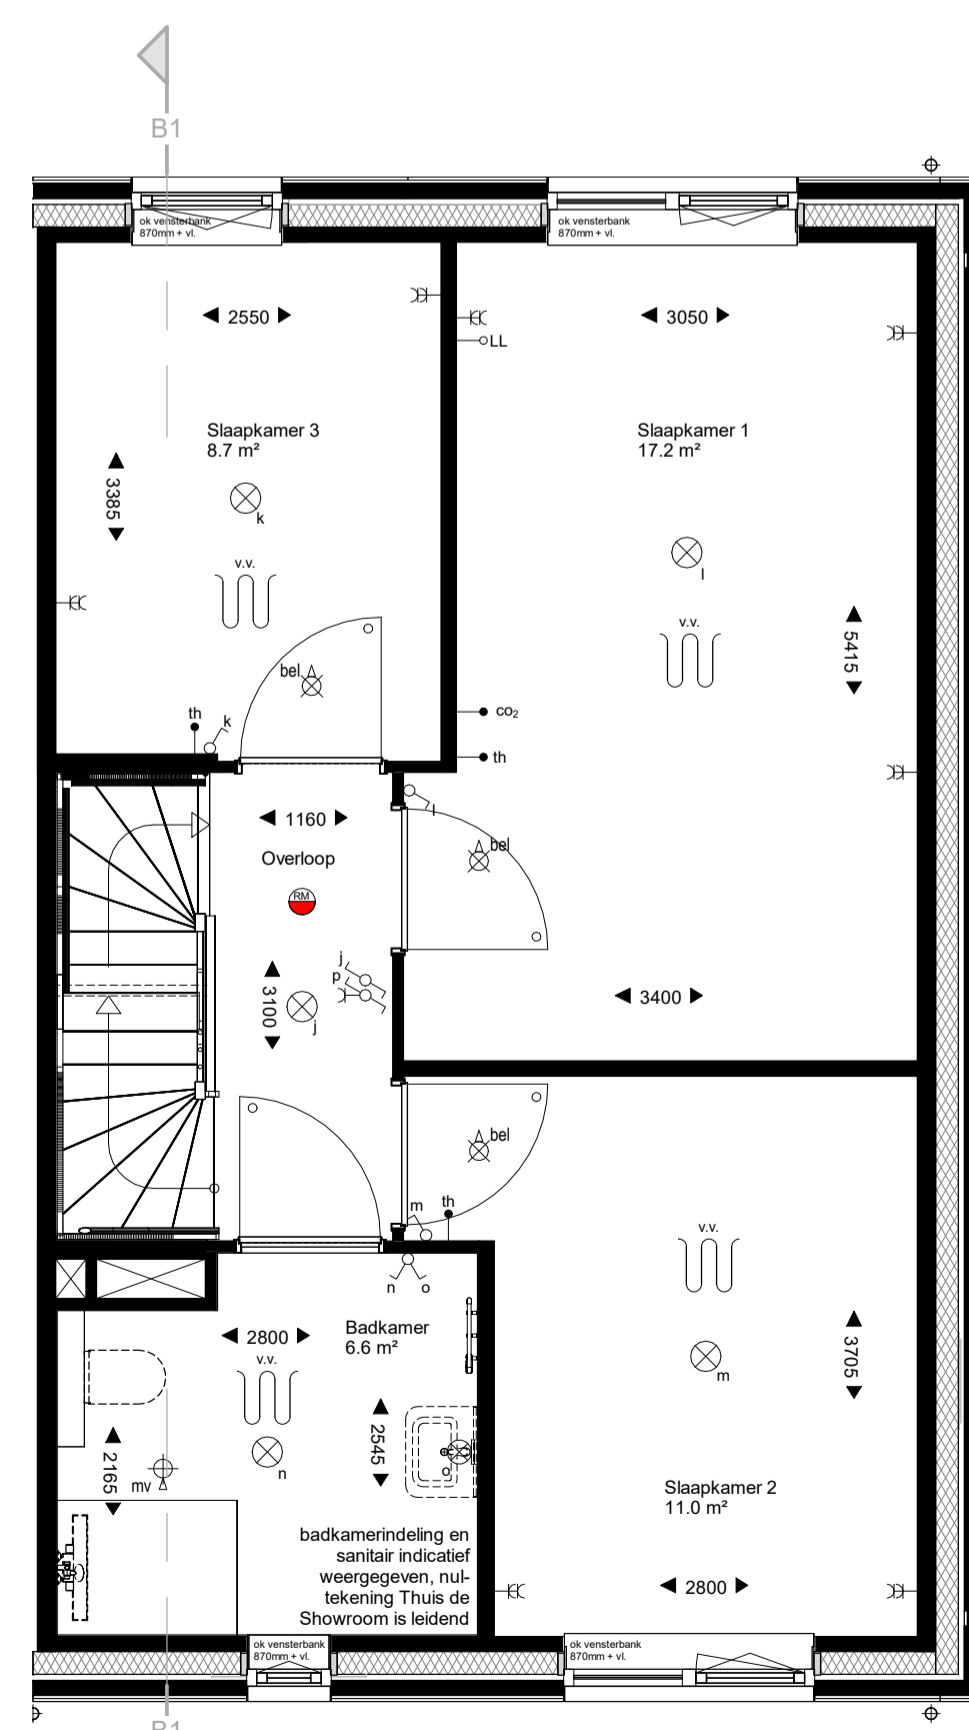 B1
ok vensterbank
870mm + vl.
ok vensterbank
870mm + vl.
2550
3050
LL
Slaapkamer 3
8.7 m²
Slaapkamer 1
17.2 m²
3385
k
l
v.v.
v.v.
5415
bel
th
k
co₂
th
l
1160
Overloop
bel
RM
j
p
3100
j
3400
bel
m
th
n
o
v.v.
2800
Badkamer
6.6 m²
v.v.
3705
m
2545
2165
mv
n
o
Slaapkamer 2
11.0 m²
badkamerindeling en
sanitair indicatief
weergegeven, nul-
tekening Thuis de
Showroom is leidend
2800
ok vensterbank
870mm + vl.
ok vensterbank
870mm + vl.
B1